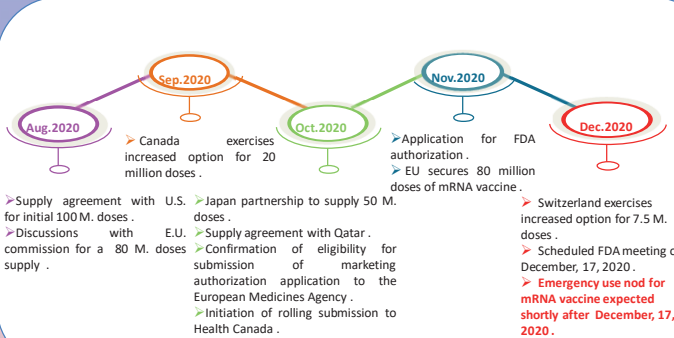 Aug.2020
➢Supply agreement with U.S.
for initial 100 M. doses .
➢Discussions with E.U.
commission for a 80 M. doses
supply .
Sep.2020
➢ Canada exercises
increased option for 20
million doses .
Oct.2020
➢Japan partnership to supply 50 M.
doses .
➢Supply agreement with Qatar .
➢Confirmation of eligibility for
submission of marketing
authorization application to the
European Medicines Agency .
➢Initiation of rolling submission to
Health Canada .
Nov.2020
➢Application for FDA
authorization .
➢ EU secures 80 million
doses of mRNA vaccine .
Dec.2020
➢ Switzerland exercises
increased option for 7.5 M.
doses .
➢ Scheduled FDA meeting
December, 17, 2020 .
➢ Emergency use nod for
mRNA vaccine expected
shortly after December, 17,
2020 .